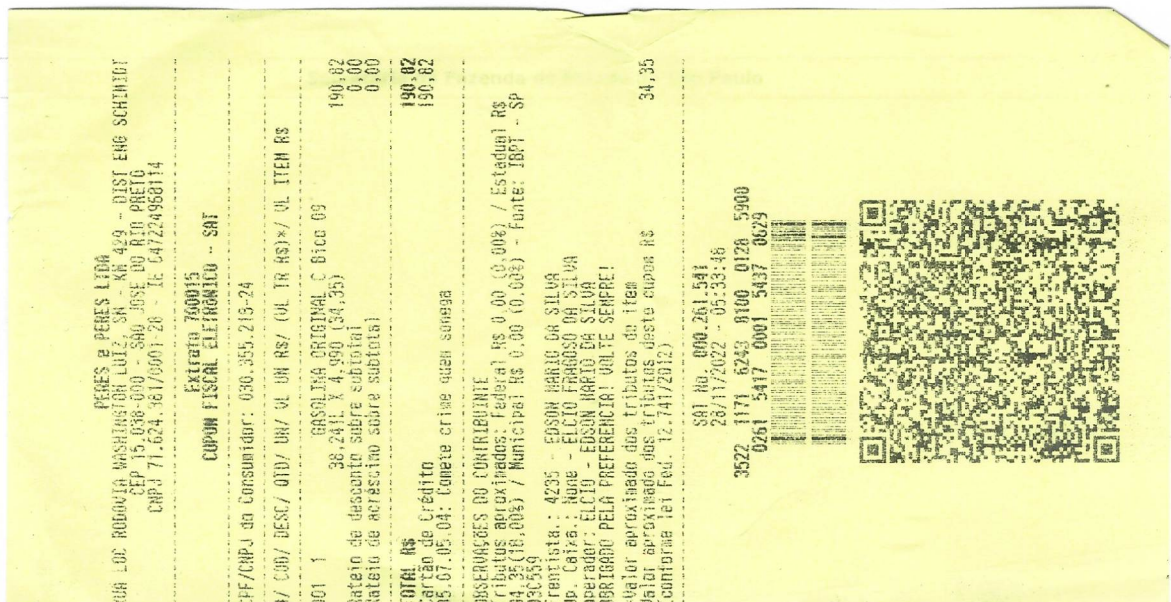 PERES e PERES LTDA
RUA LOC RODOVIA WASHINGTON LUIZ, SN - KM 429 - DIST ENG SCHIMIDT
CEP 15.038-000 - SAO JOSE DO RIO PRETO
CNPJ 71.624.381/0001-28 - IE 647224958114
Extrato 700015
CUPOM FISCAL ELETRÔNICO - SAT
CPF/CNPJ do Consumidor: 030.355.213-24
#/ COD/ DESC/ QTD/ UN/ VL UN R$/ (VL TR R$)*/ VL ITEM R$
001 1 GASOLINA ORIGINAL C Bico 09
38,241L X 4,990 (34,35) 190,82
Rateio de desconto sobre subtotal 0,00
Rateio de acréscimo sobre subtotal 0,00
TOTAL R$ 190,82
Cartão de Crédito 190,82
05.07.05.04: Comete crime quem sonega
OBSERVAÇÕES DO CONTRIBUINTE
Tributos aproximados: Federal R$ 0,00 (0,00%) / Estadual R$
34,35(18,00%) / Municipal R$ 0,00 (0,00%) - Fonte: IBPT - SP
03C559
Frentista.: 4235 - EDSON MARIO DA SILVA
Op. Caixa.: None - ELCIO FRAGOSO DA SILVA
Operador: ELCIO - EDSON MARIO DA SILVA
OBRIGADO PELA PREFERENCIA! VOLTE SEMPRE!
*Valor aproximado dos tributos do item
Valor aproximado dos tributos deste cupom R$ 34,35
(conforme lei Fed. 12.741/2012)
SAT No. 000.261.541
28/11/2022 - 05:33:46
3522 1171 6243 8100 0128 5900
0261 5417 0001 5437 0629